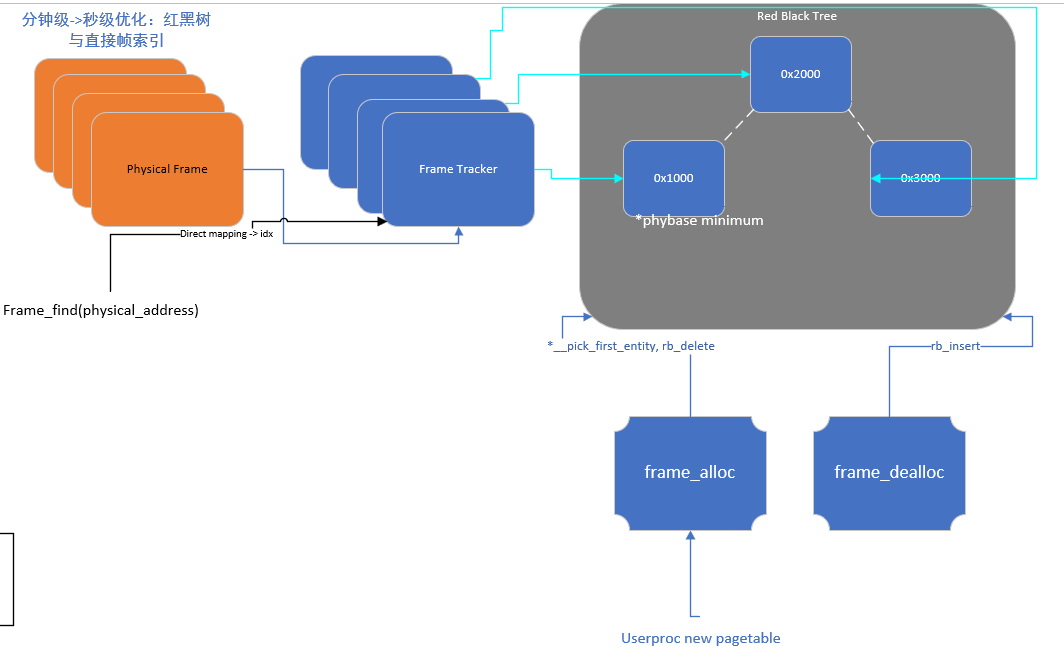 分钟级->秒级优化：红黑树
与直接帧索引
Red Black Tree
0x2000
Physical Frame
Frame Tracker
0x1000
0x3000
*phybase minimum
Direct mapping -> idx
Frame_find(physical_address)
*__pick_first_entity, rb_delete
rb_insert
frame_alloc
frame_dealloc
Userproc new pagetable